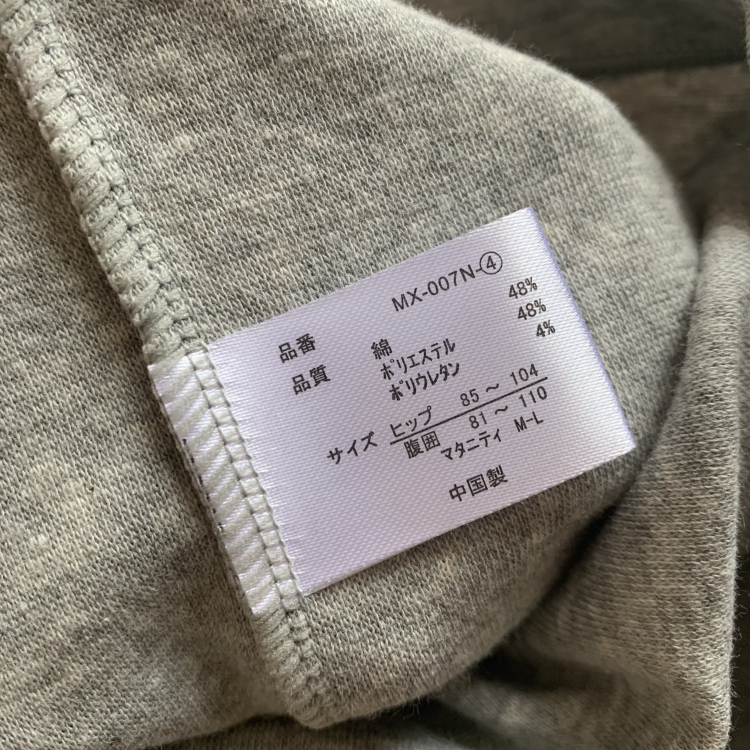 品番 MX-007N-④
品質 綿 48%
ポリエステル 48%
ポリウレタン 4%
サイズ ヒップ 85～104
腹囲 81～110
マタニティ M-L
中国製